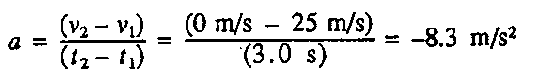 a = (v₂ – v₁)/(t₂ – t₁) = (0 m/s – 25 m/s)/(3.0 s) = –8.3 m/s²